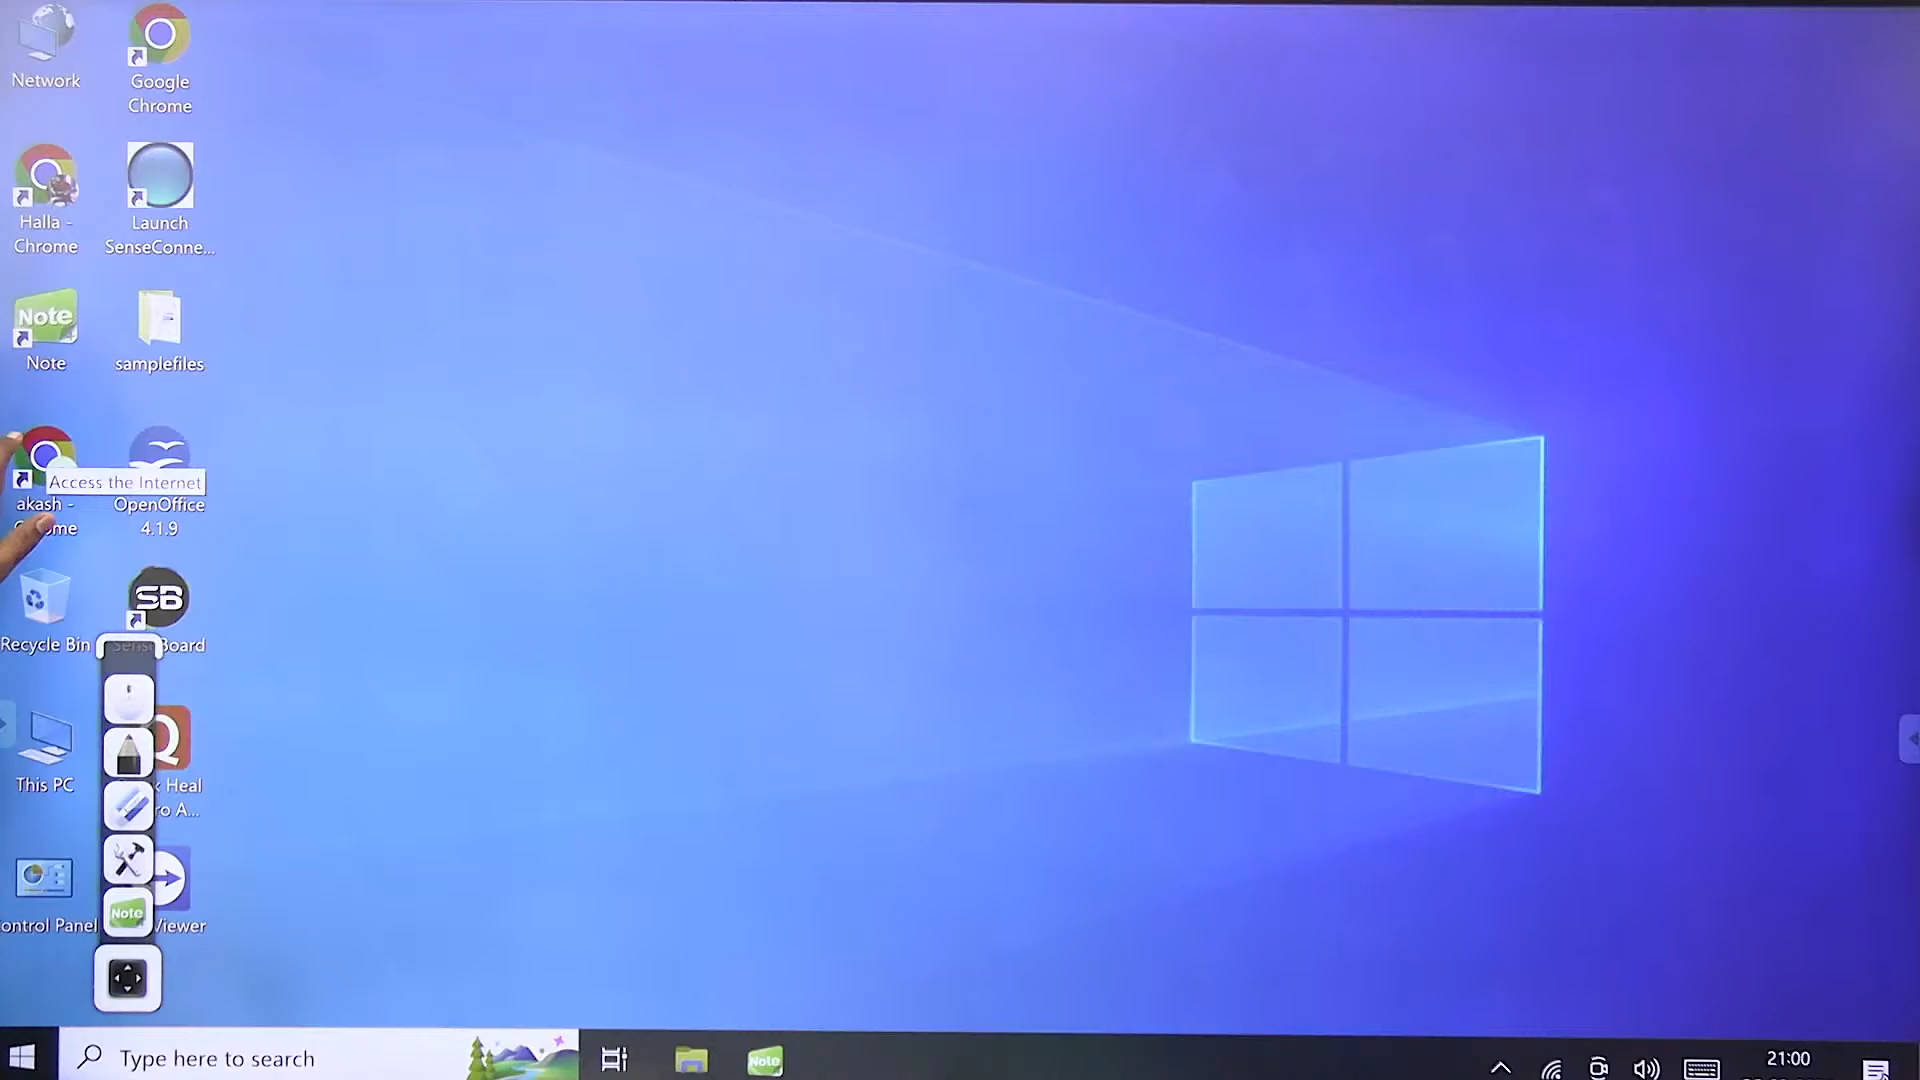 Network
Google
Chrome
Halla -
Chrome
Launch
SenseConne...
Note
Note
samplefiles
Access the Internet
akash -
OpenOffice
4.1.9
SB
Recycle Bin
Board
This PC
Heal
ro A...
Note
ontrol Panel
Viewer
Type here to search
Note
21:00